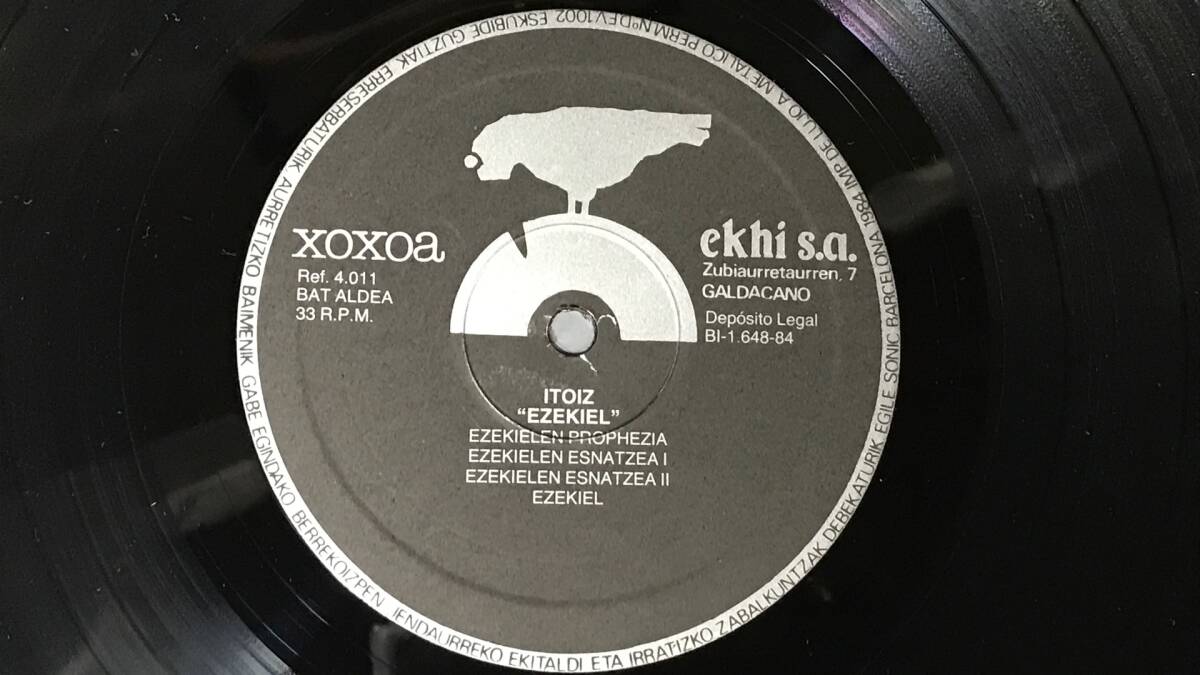 xoxoa
Ref. 4.011
BAT ALDEA
33 R.P.M.
ekhi s.a.
Zubiaurretaurren, 7
GALDACANO
Depósito Legal
BI-1.648-84
ITOIZ
"EZEKIEL"
EZEKIELEN PROPHEZIA
EZEKIELEN ESNATZEA I
EZEKIELEN ESNATZEA II
EZEKIEL
ESKUBIDE GUZTIAK ERRESERBATURIK AURRETIZKO BAIMENIK GABE EGINDAKO BERREKOIZPEN JENDAURREKO EKITALDI ETA IRRATIZKO ZABALKUNTZAK DEBEKATURIK EGILE SONIC BARCELONA 1984 IMP DE LUJO A METALICO PERM.Nº D.EV.1002